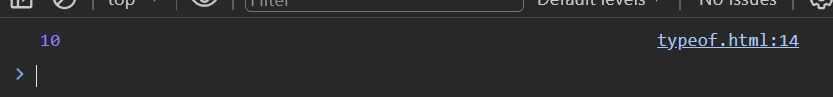 top Filter Default levels No Issues
10 typeof.html:14
>